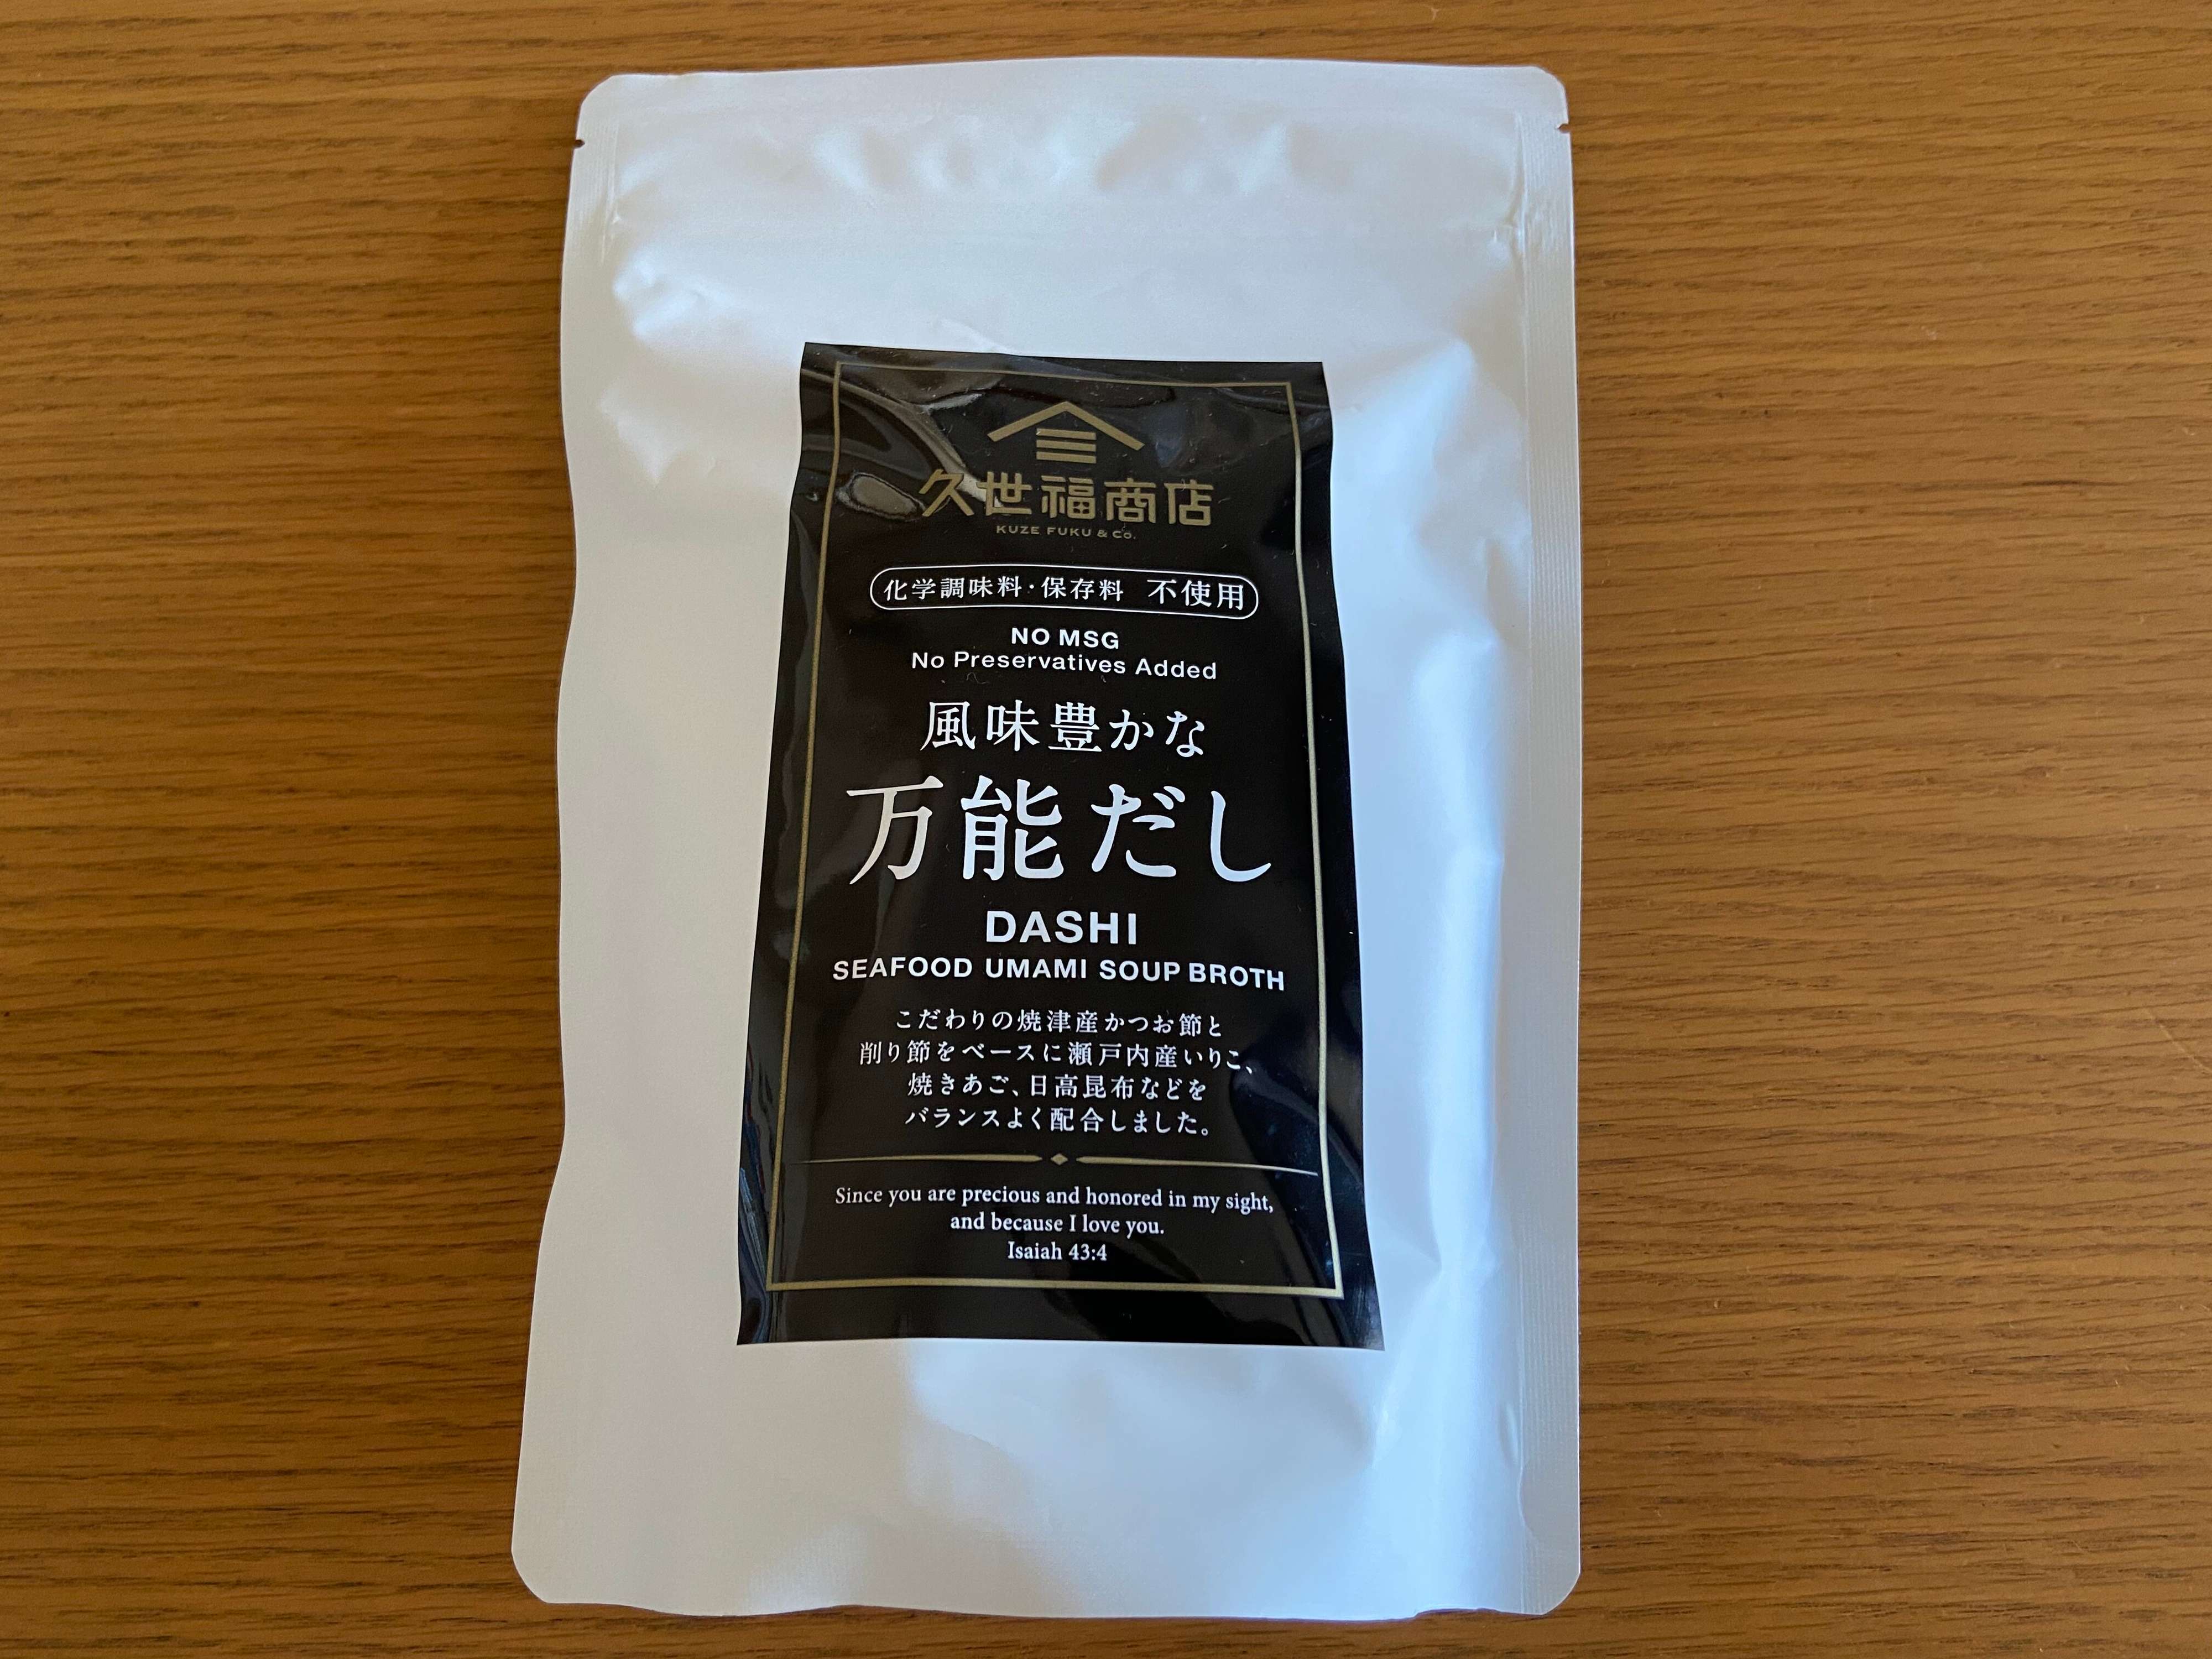 久世福商店
KUZE FUKU & Co.
化学調味料・保存料 不使用
NO MSG
No Preservatives Added
風味豊かな
万能だし
DASHI
SEAFOOD UMAMI SOUP BROTH
こだわりの焼津産かつお節と
削り節をベースに瀬戸内産いりこ、
焼きあご、日高昆布などを
バランスよく配合しました。
Since you are precious and honored in my sight,
and because I love you.
Isaiah 43:4